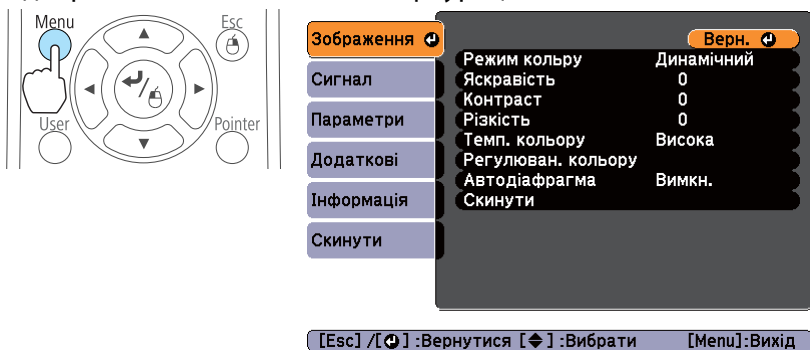 Menu
Esc
User
Pointer
Зображення
Сигнал
Параметри
Додаткові
Інформація
Скинути
Верн.
Режим кольру Динамічний
Яскравість 0
Контраст 0
Різкість 0
Темп. кольору Висока
Регулюван. кольору
Автодіафрагма Вимкн.
Скинути
[Esc] /[ ] :Вернутися [ ] :Вибрати [Menu]:Вихід